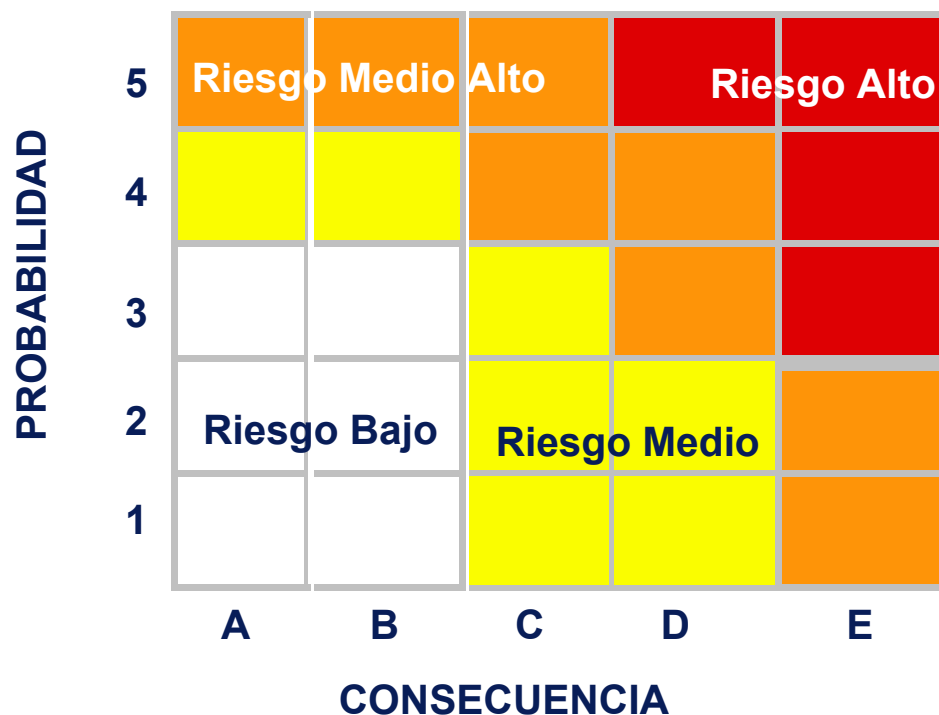 PROBABILIDAD
5
Riesgo Medio Alto
Riesgo Alto
4
3
2
Riesgo Bajo
Riesgo Medio
1
A
B
C
D
E
CONSECUENCIA